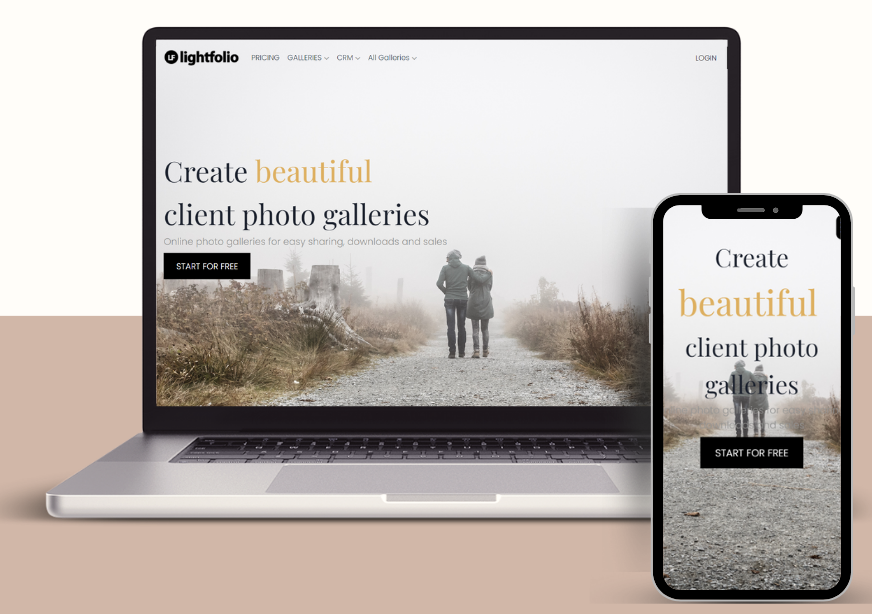 LF lightfolio PRICING GALLERIES CRM All Galleries LOGIN
Create beautiful
client photo galleries
Online photo galleries for easy sharing, downloads and sales
START FOR FREE
Create
beautiful
client photo
galleries
START FOR FREE